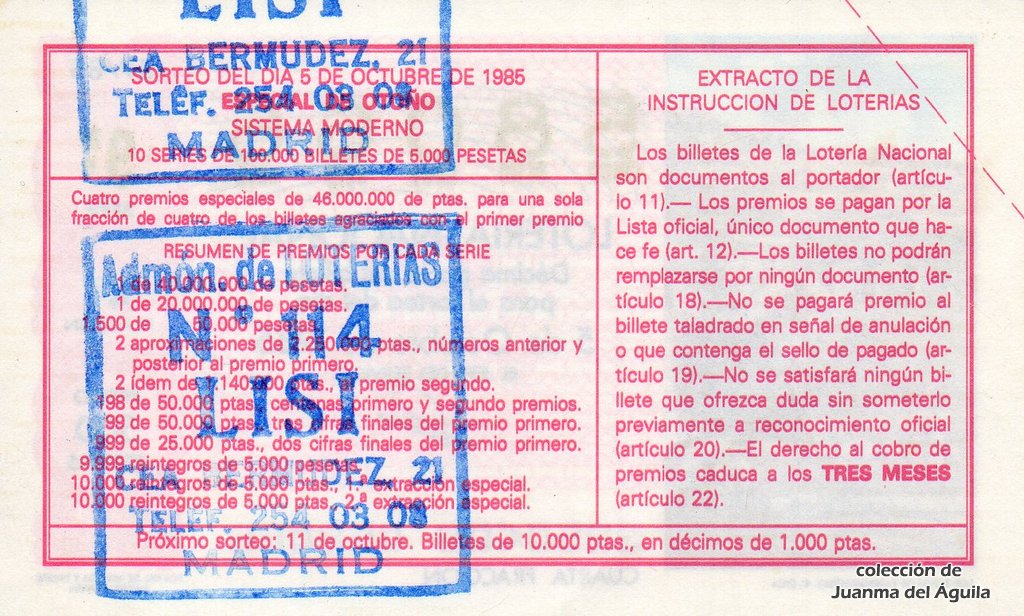 LISI
CEA BERMUDEZ, 21
TELEF. 254 03 08
MADRID
SORTEO DEL DIA 5 DE OCTUBRE DE 1985
ESPECIAL DE OTOÑO
SISTEMA MODERNO
10 SERIES DE 100.000 BILLETES DE 5.000 PESETAS
Cuatro premios especiales de 46.000.000 de ptas. para una sola
fracción de cuatro de los billetes agraciados con el primer premio
RESUMEN DE PREMIOS POR CADA SERIE
de 40.000.000 de pesetas.
1 de 20.000.000 de pesetas.
1.500 de 50.000 pesetas.
2 aproximaciones de 2.250.000 ptas., números anterior y
posterior al premio primero.
2 ídem de 1.140.000 ptas., al premio segundo.
198 de 50.000 ptas., centenas primero y segundo premios.
99 de 50.000 ptas., tres cifras finales del premio primero.
999 de 25.000 ptas., dos cifras finales del premio primero.
9.999 reintegros de 5.000 pesetas.
10.000 reintegros de 5.000 ptas., 1.ª extracción especial.
10.000 reintegros de 5.000 ptas., 2.ª extracción especial.
Admón. de LOTERIAS
N.º 114
LISI
CEA BERMUDEZ, 21
TELEF. 254 03 08
MADRID
EXTRACTO DE LA
INSTRUCCION DE LOTERIAS
Los billetes de la Lotería Nacional
son documentos al portador (artícu-
lo 11).— Los premios se pagan por la
Lista oficial, único documento que ha-
ce fe (art. 12).—Los billetes no podrán
remplazarse por ningún documento (ar-
tículo 18).—No se pagará premio al
billete taladrado en señal de anulación
o que contenga el sello de pagado (ar-
tículo 19).—No se satisfará ningún bi-
llete que ofrezca duda sin someterlo
previamente a reconocimiento oficial
(artículo 20).—El derecho al cobro de
premios caduca a los TRES MESES
(artículo 22).
Próximo sorteo: 11 de octubre. Billetes de 10.000 ptas., en décimos de 1.000 ptas.
colección de
Juanma del Águila